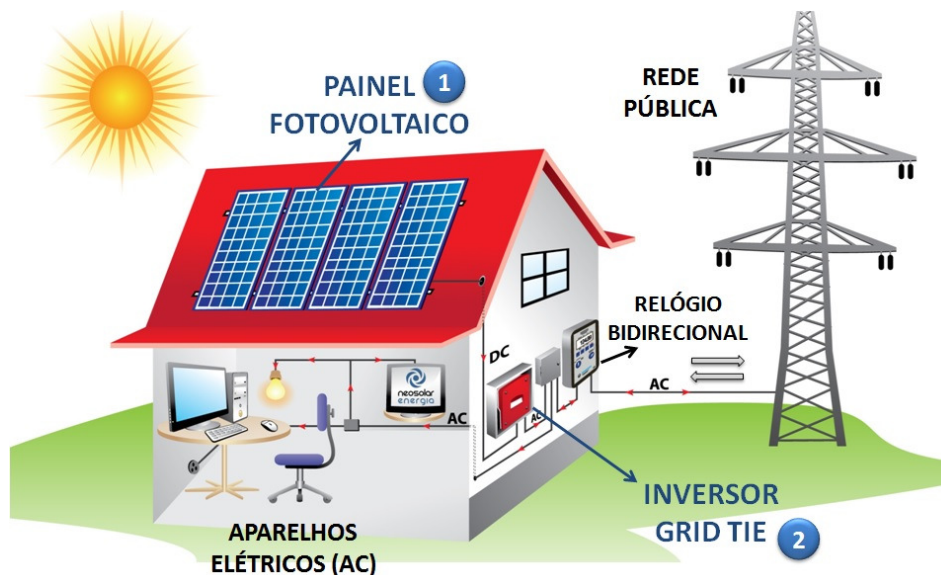 PAINEL 1
FOTOVOLTAICO
REDE
PÚBLICA
RELÓGIO
BIDIRECIONAL
DC
AC
AC
AC
neosolar
energia
INVERSOR
GRID TIE 2
APARELHOS
ELÉTRICOS (AC)